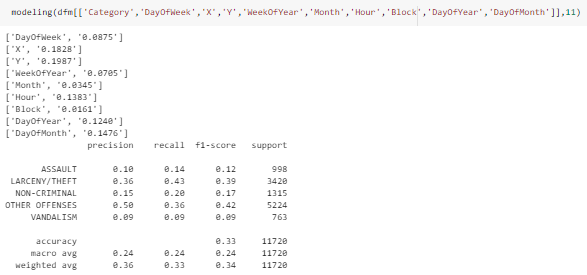 modeling(dfm[['Category','DayOfWeek','X','Y','WeekOfYear','Month','Hour','Block','DayOfYear','DayOfMonth']],11)
['DayOfWeek', '0.0875']
['X', '0.1828']
['Y', '0.1987']
['WeekOfYear', '0.0705']
['Month', '0.0345']
['Hour', '0.1383']
['Block', '0.0161']
['DayOfYear', '0.1240']
['DayOfMonth', '0.1476']
precision recall f1-score support
ASSAULT 0.10 0.14 0.12 998
LARCENY/THEFT 0.36 0.43 0.39 3420
NON-CRIMINAL 0.15 0.20 0.17 1315
OTHER OFFENSES 0.50 0.36 0.42 5224
VANDALISM 0.09 0.09 0.09 763
accuracy 0.33 11720
macro avg 0.24 0.24 0.24 11720
weighted avg 0.36 0.33 0.34 11720